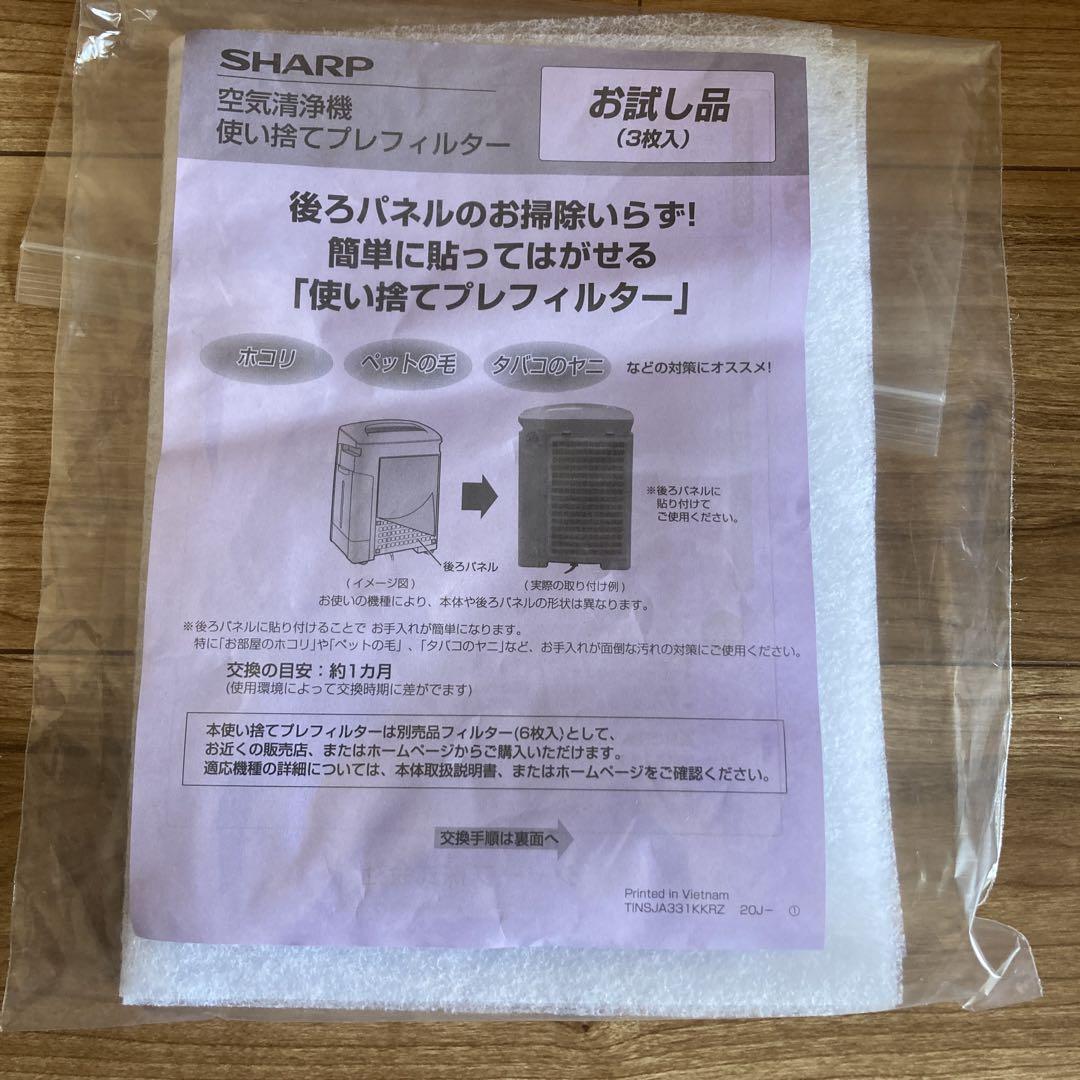 SHARP
空気清浄機
使い捨てプレフィルター
お試し品
(3枚入)
後ろパネルのお掃除いらず!
簡単に貼ってはがせる
「使い捨てプレフィルター」
ホコリ
ペットの毛
タバコのヤニ
などの対策にオススメ!
※後ろパネルに
貼り付けて
ご使用ください。
後ろパネル
(イメージ図)
(実際の取り付け例)
お使いの機種により、本体や後ろパネルの形状は異なります。
※後ろパネルに貼り付けることで お手入れが簡単になります。
特に「お部屋のホコリ」や「ペットの毛」、「タバコのヤニ」など、お手入れが面倒な汚れの対策にご使用ください。
交換の目安:約1カ月
(使用環境によって交換時期に差がでます)
本使い捨てプレフィルターは別売品フィルター(6枚入)として、
お近くの販売店、またはホームページからご購入いただけます。
適応機種の詳細については、本体取扱説明書、またはホームページをご確認ください。
交換手順は裏面へ
Printed in Vietnam
TINSJA331KKRZ 20J- ①